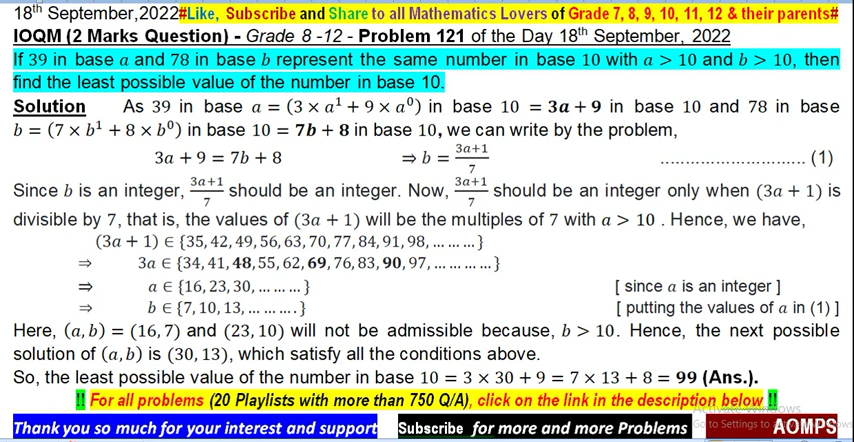 18th September,2022#Like, Subscribe and Share to all Mathematics Lovers of Grade 7, 8, 9, 10, 11, 12 & their parents#
IOQM (2 Marks Question) - Grade 8 -12 - Problem 121 of the Day 18th September, 2022
If 39 in base a and 78 in base b represent the same number in base 10 with a > 10 and b > 10, then
find the least possible value of the number in base 10.
Solution As 39 in base a = (3 × a¹ + 9 × a⁰) in base 10 = 3a + 9 in base 10 and 78 in base
b = (7 × b¹ + 8 × b⁰) in base 10 = 7b + 8 in base 10, we can write by the problem,
3a + 9 = 7b + 8 ⇒ b = (3a+1)/7 ............................. (1)
Since b is an integer, (3a+1)/7 should be an integer. Now, (3a+1)/7 should be an integer only when (3a + 1) is
divisible by 7, that is, the values of (3a + 1) will be the multiples of 7 with a > 10 . Hence, we have,
(3a + 1) ∈ {35, 42, 49, 56, 63, 70, 77, 84, 91, 98, ... ... ...}
⇒ 3a ∈ {34, 41, 48, 55, 62, 69, 76, 83, 90, 97, ... ... ... ...}
⇒ a ∈ {16, 23, 30, ... ... ... } [ since a is an integer ]
⇒ b ∈ {7, 10, 13, ... ... ... .} [ putting the values of a in (1) ]
Here, (a, b) = (16, 7) and (23, 10) will not be admissible because, b > 10. Hence, the next possible
solution of (a, b) is (30, 13), which satisfy all the conditions above.
So, the least possible value of the number in base 10 = 3 × 30 + 9 = 7 × 13 + 8 = 99 (Ans.).
!! For all problems (20 Playlists with more than 750 Q/A), click on the link in the description below !!
Activate Windows
Thank you so much for your interest and support Subscribe for more and more Problems Go to Settings to AOMPS